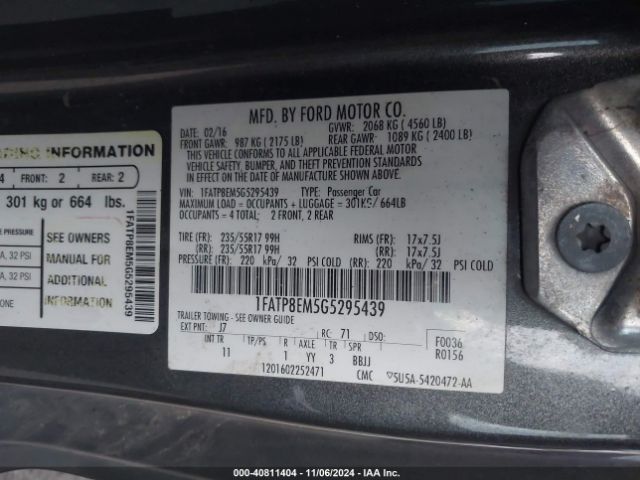 MFD. BY FORD MOTOR CO.
DATE: 02/16 GVWR: 2068 KG ( 4560 LB)
FRONT GAWR: 987 KG ( 2175 LB) REAR GAWR: 1089 KG ( 2400 LB)
THIS VEHICLE CONFORMS TO ALL APPLICABLE FEDERAL MOTOR
VEHICLE SAFETY, BUMPER, AND THEFT PREVENTION STANDARDS IN
EFFECT ON THE DATE OF MANUFACTURE SHOWN ABOVE.
VIN: 1FATP8EM5G5295439 TYPE: Passenger Car
MAXIMUM LOAD = OCCUPANTS + LUGGAGE = 301KG/ 664LB
OCCUPANTS = 4 TOTAL; 2 FRONT, 2 REAR
TIRE (FR): 235/55R17 99H RIMS (FR): 17x7.5J
(RR): 235/55R17 99H (RR): 17x7.5J
PRESSURE (FR): 220 kPa/ 32 PSI COLD (RR): 220 kPa/32 PSI COLD
1FATP8EM5G5295439
TRAILER TOWING - SEE OWNER GUIDE
EXT PNT: J7 RC: 71 DSO: F0036
INT TR TP/PS R AXLE TR SPR R0156
11 1 YY 3 BBJJ
1201602252471 CMC 5U5A-5420472-AA
INFORMATION
4 FRONT: 2 REAR: 2
301 kg or 664 lbs.
PRESSURE
A, 32 PSI
A, 32 PSI
SEE OWNERS
MANUAL FOR
ADDITIONAL
INFORMATION
1FATP8EM5G5295439
000-40811404 - 11/06/2024 - IAA Inc.